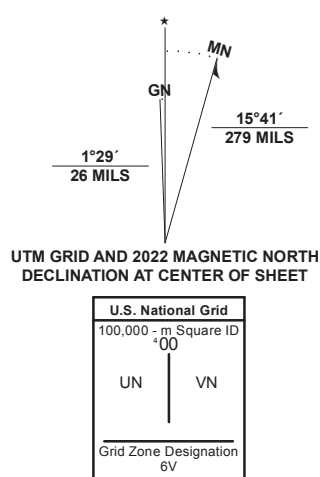 ★
MN
GN
15°41´
279 MILS
1°29´
26 MILS
UTM GRID AND 2022 MAGNETIC NORTH
DECLINATION AT CENTER OF SHEET
U.S. National Grid
100,000 - m Square ID
⁴00
UN VN
Grid Zone Designation
6V